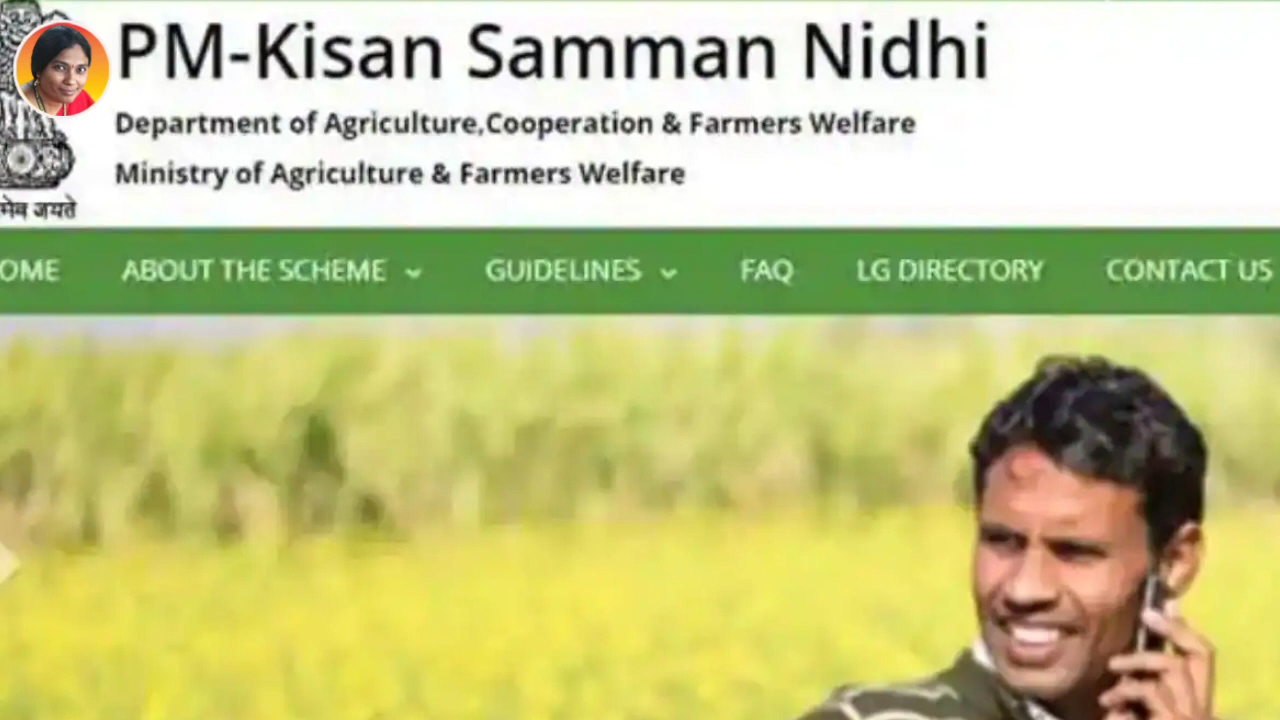 PM-Kisan Samman Nidhi
Department of Agriculture,Cooperation & Farmers Welfare
Ministry of Agriculture & Farmers Welfare
मेव जयते
OME ABOUT THE SCHEME GUIDELINES FAQ LG DIRECTORY CONTACT US